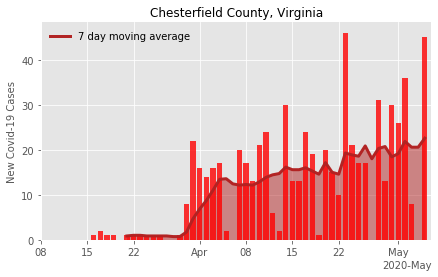 Chesterfield County, Virginia
7 day moving average
New Covid-19 Cases
40
30
20
10
0
08 15 22 Apr 08 15 22 May
2020-May